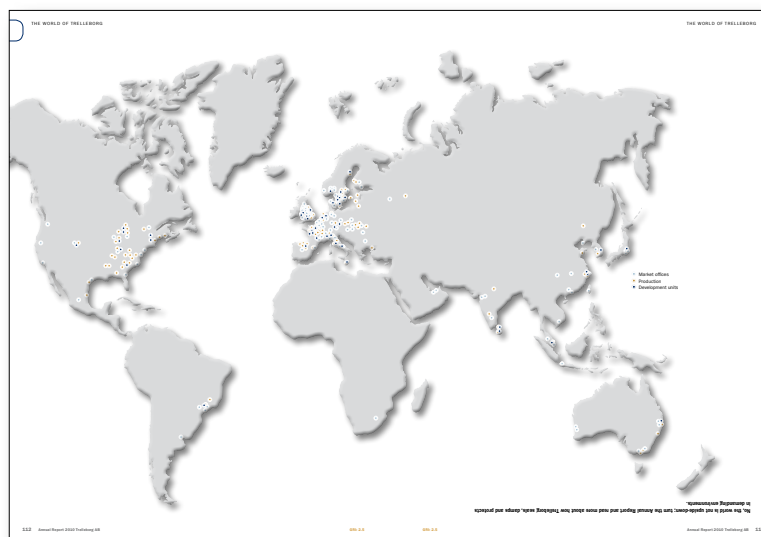 THE WORLD OF TRELLEBORG
THE WORLD OF TRELLEBORG
Market offices
Production
Development units
No, the world is not upside-down; turn the Annual Report and read more about how Trelleborg seals, damps and protects
in demanding environments.
112 Annual Report 2010 Trelleborg AB
Annual Report 2010 Trelleborg AB